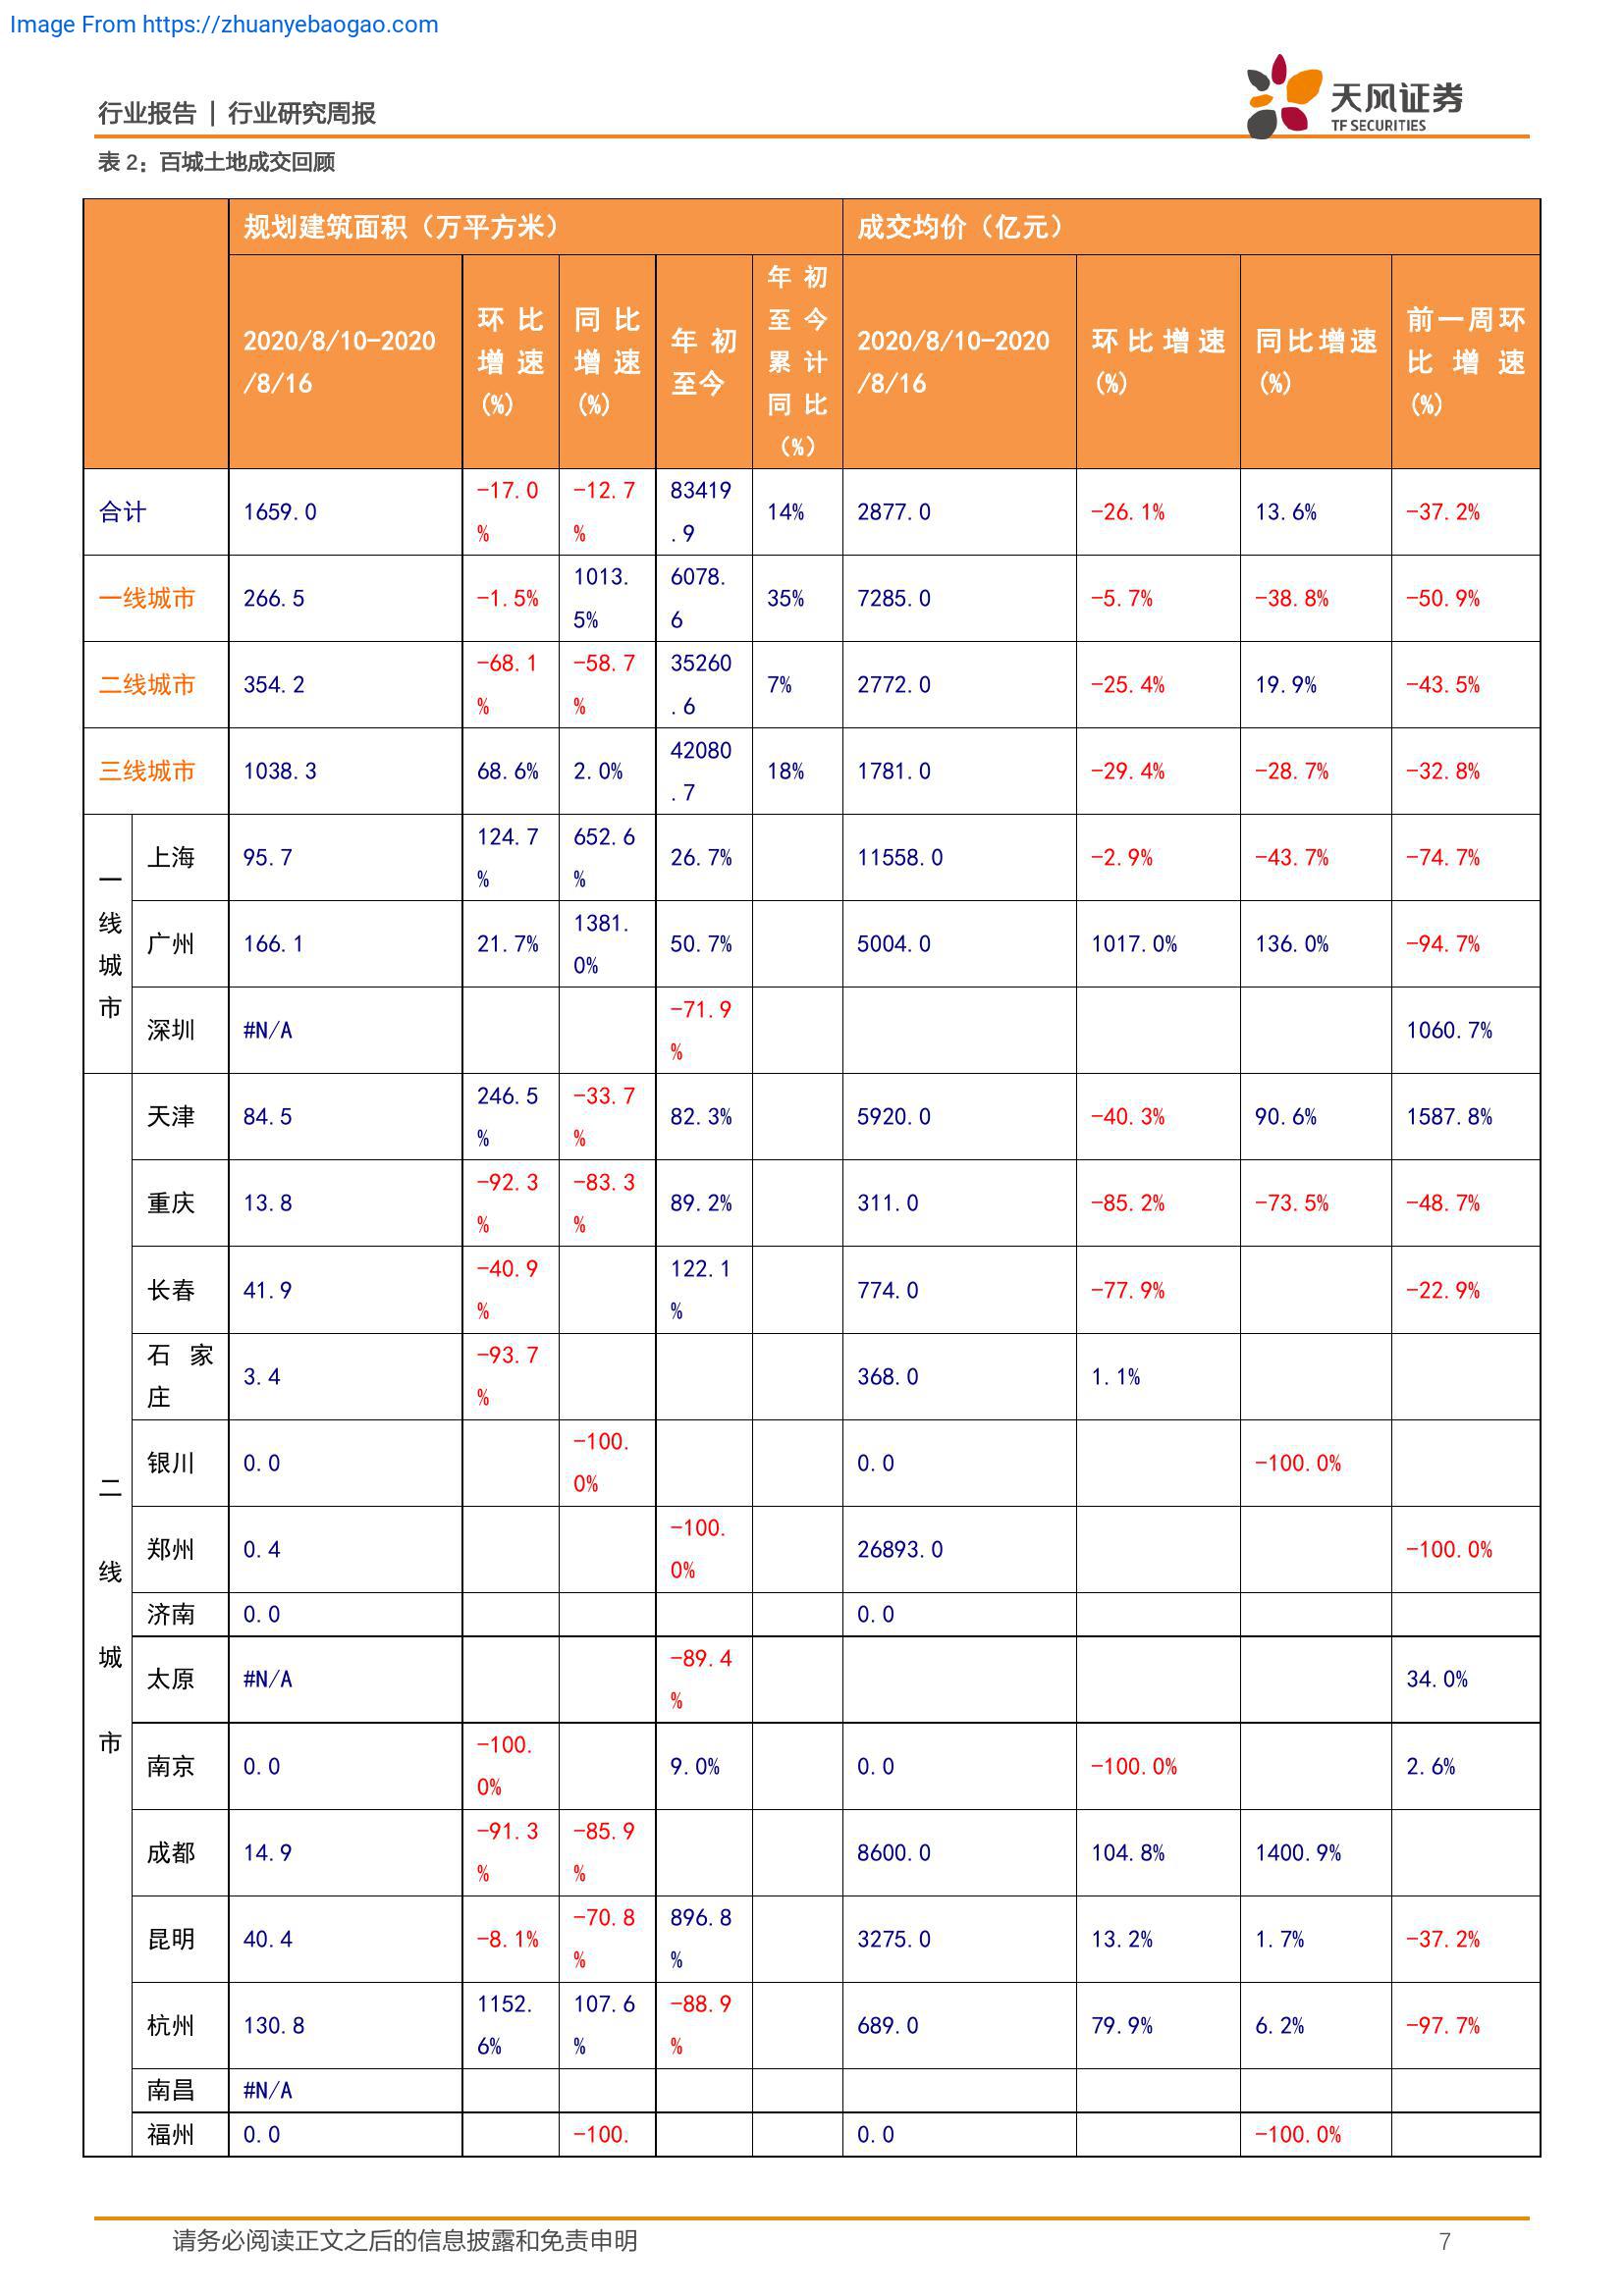 Image From https://zhuanyebaogao.com
天风证券
TF SECURITIES
行业报告 | 行业研究周报
表 2：百城土地成交回顾
规划建筑面积（万平方米） 成交均价（亿元）
2020/8/10-2020/8/16 环比增速(%) 同比增速(%) 年初至今 年初至今累计同比（%） 2020/8/10-2020/8/16 环比增速(%) 同比增速(%) 前一周环比增速(%)
合计 1659.0 -17.0% -12.7% 83419.9 14% 2877.0 -26.1% 13.6% -37.2%
一线城市 266.5 -1.5% 1013.5% 6078.6 35% 7285.0 -5.7% -38.8% -50.9%
二线城市 354.2 -68.1% -58.7% 35260.6 7% 2772.0 -25.4% 19.9% -43.5%
三线城市 1038.3 68.6% 2.0% 42080.7 18% 1781.0 -29.4% -28.7% -32.8%
一线城市
上海 95.7 124.7% 652.6% 26.7% 11558.0 -2.9% -43.7% -74.7%
广州 166.1 21.7% 1381.0% 50.7% 5004.0 1017.0% 136.0% -94.7%
深圳 #N/A -71.9% 1060.7%
二线城市
天津 84.5 246.5% -33.7% 82.3% 5920.0 -40.3% 90.6% 1587.8%
重庆 13.8 -92.3% -83.3% 89.2% 311.0 -85.2% -73.5% -48.7%
长春 41.9 -40.9% 122.1% 774.0 -77.9% -22.9%
石家庄 3.4 -93.7% 368.0 1.1%
银川 0.0 -100.0% 0.0 -100.0%
郑州 0.4 -100.0% 26893.0 -100.0%
济南 0.0 0.0
太原 #N/A -89.4% 34.0%
南京 0.0 -100.0% 9.0% 0.0 -100.0% 2.6%
成都 14.9 -91.3% -85.9% 8600.0 104.8% 1400.9%
昆明 40.4 -8.1% -70.8% 896.8% 3275.0 13.2% 1.7% -37.2%
杭州 130.8 1152.6% 107.6% -88.9% 689.0 79.9% 6.2% -97.7%
南昌 #N/A
福州 0.0 -100. 0.0 -100.0%
请务必阅读正文之后的信息披露和免责申明 7